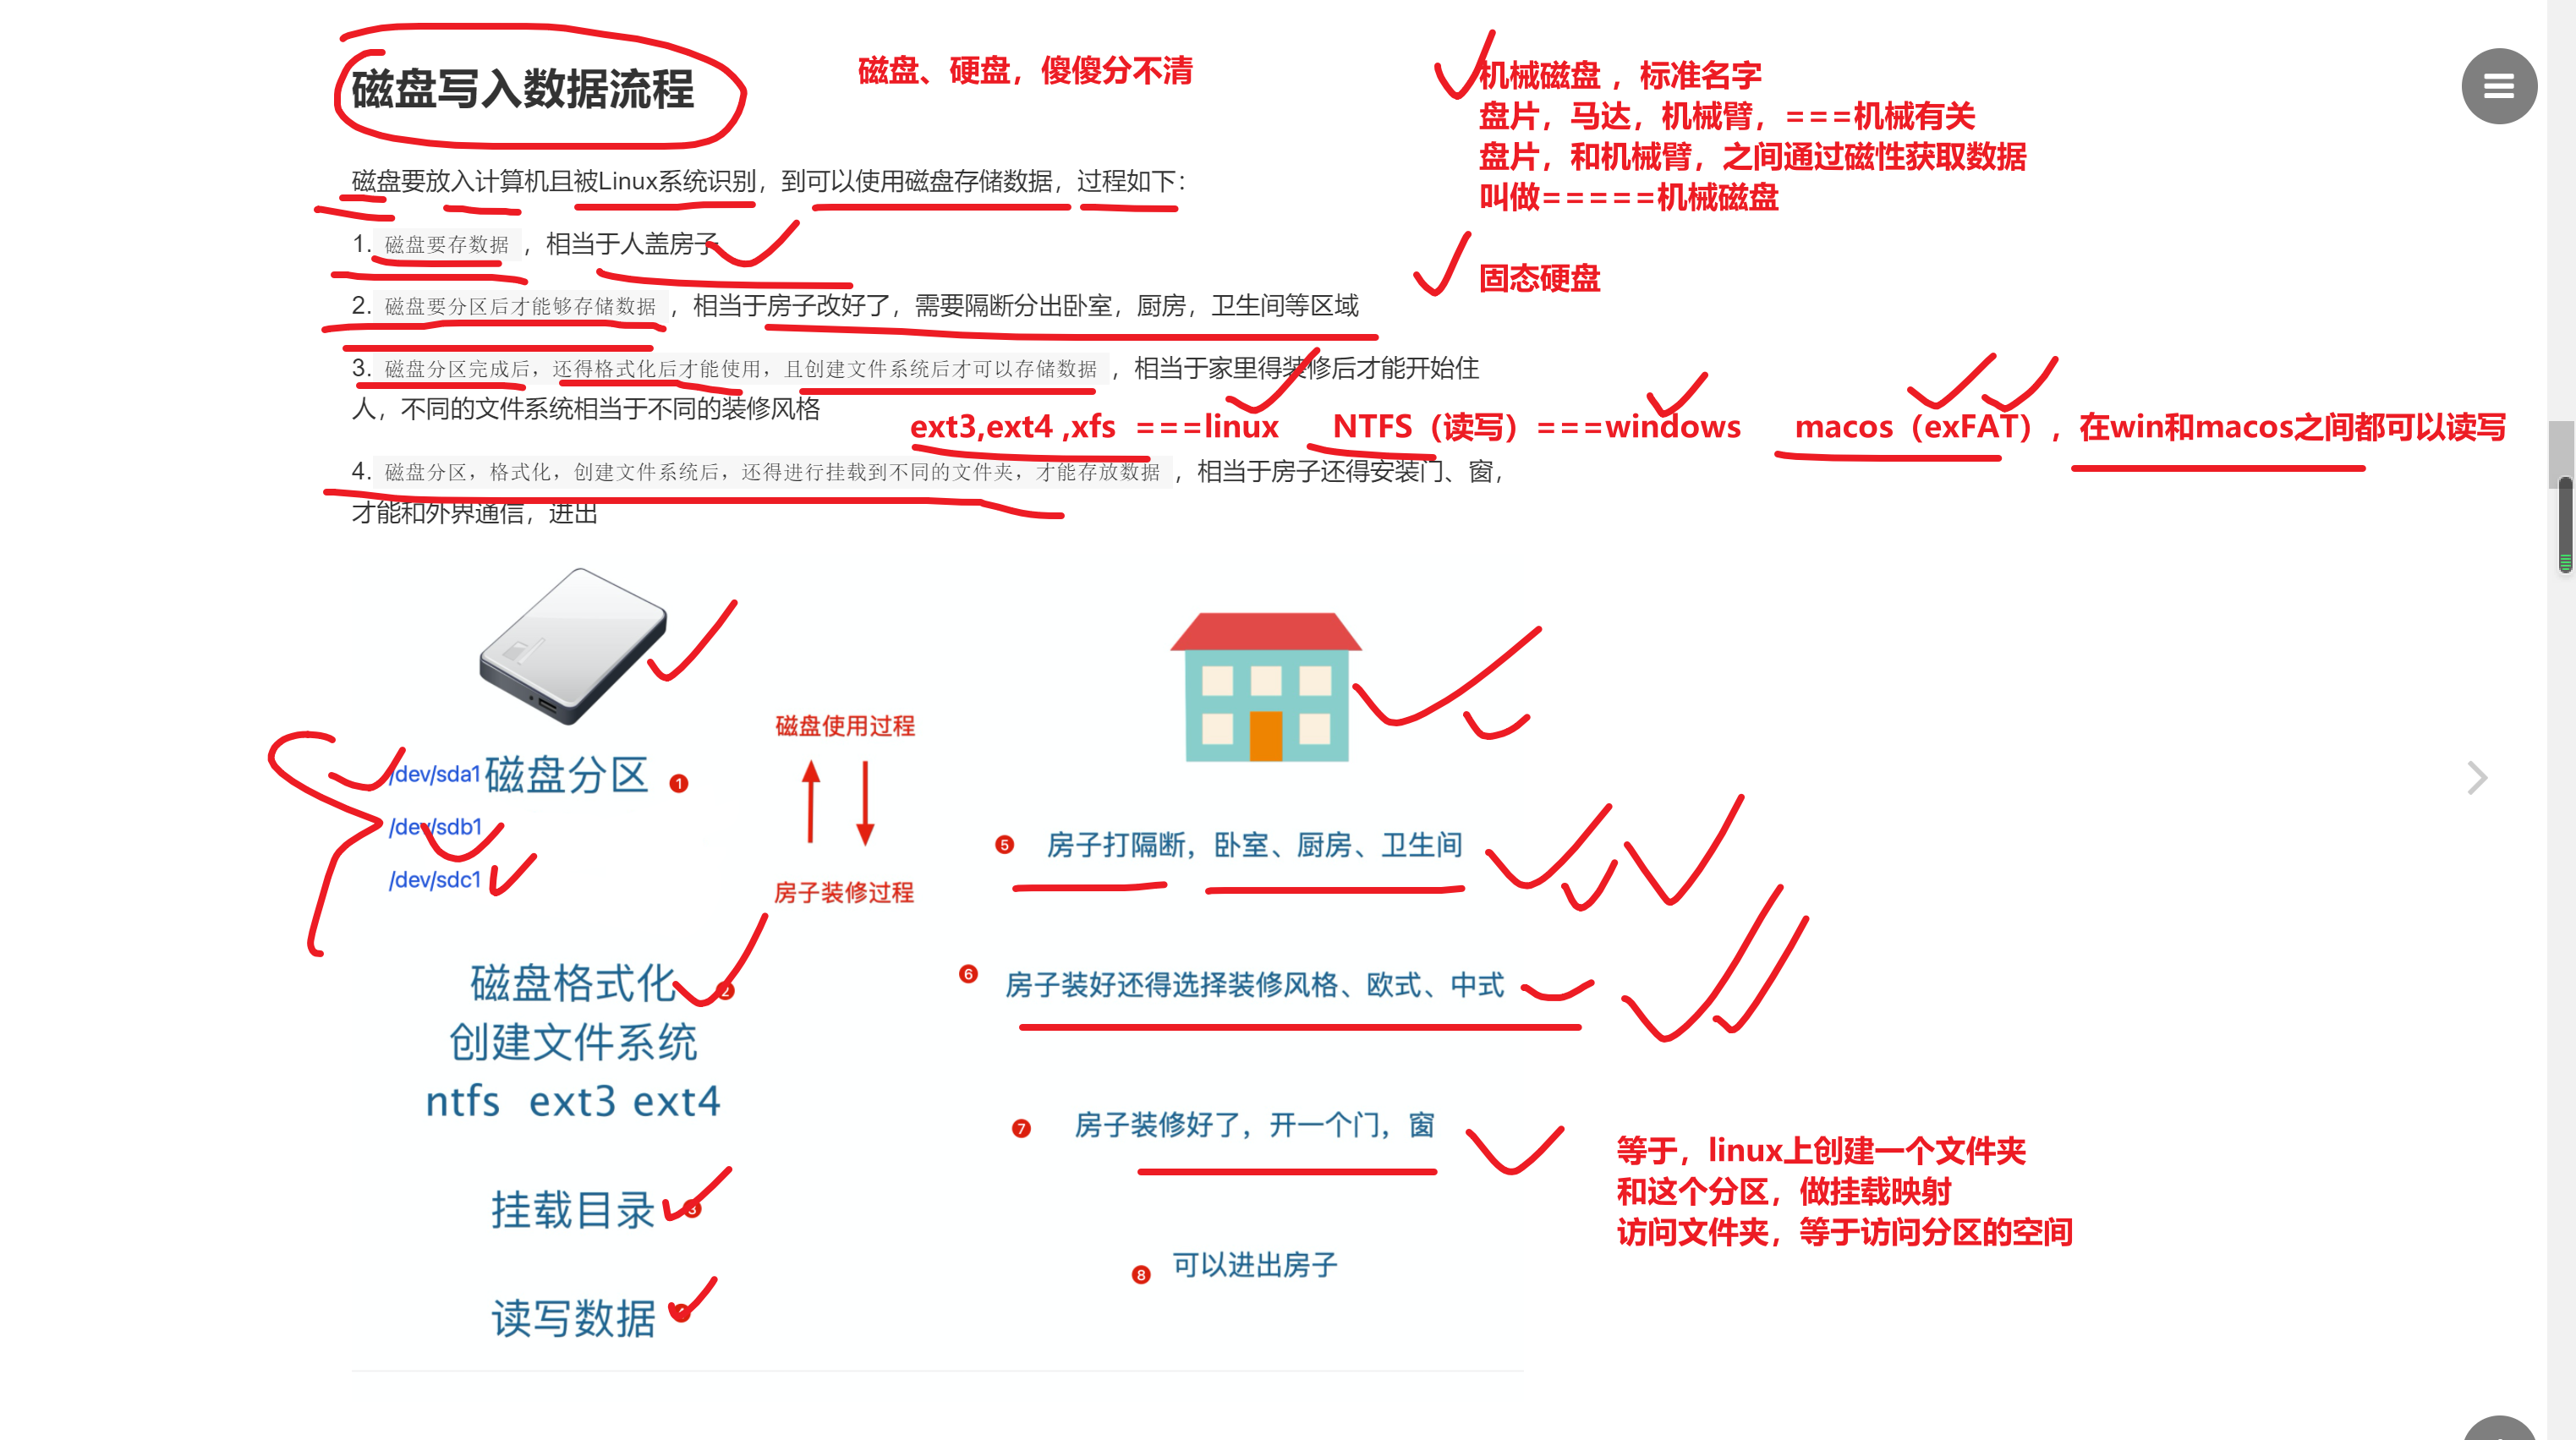 磁盘写入数据流程
磁盘、硬盘，傻傻分不清
机械磁盘 ，标准名字
盘片，马达，机械臂，===机械有关
盘片，和机械臂，之间通过磁性获取数据
叫做=====机械磁盘
固态硬盘
磁盘要放入计算机且被Linux系统识别，到可以使用磁盘存储数据，过程如下：
1. 磁盘要存数据 ，相当于人盖房子
2. 磁盘要分区后才能够存储数据 ，相当于房子改好了，需要隔断分出卧室，厨房，卫生间等区域
3. 磁盘分区完成后，还得格式化后才能使用，且创建文件系统后才可以存储数据 ，相当于家里得装修后才能开始住
人，不同的文件系统相当于不同的装修风格
ext3,ext4 ,xfs ===linux NTFS（读写）===windows macos（exFAT），在win和macos之间都可以读写
4. 磁盘分区，格式化，创建文件系统后，还得进行挂载到不同的文件夹，才能存放数据 ，相当于房子还得安装门、窗，
才能和外界通信，进出
磁盘使用过程
房子装修过程
/dev/sda1 磁盘分区 1
/dev/sdb1
/dev/sdc1
磁盘格式化 2
创建文件系统
ntfs ext3 ext4
挂载目录 3
读写数据
5 房子打隔断，卧室、厨房、卫生间
6 房子装好还得选择装修风格、欧式、中式
7 房子装修好了，开一个门，窗
8 可以进出房子
等于，linux上创建一个文件夹
和这个分区，做挂载映射
访问文件夹，等于访问分区的空间